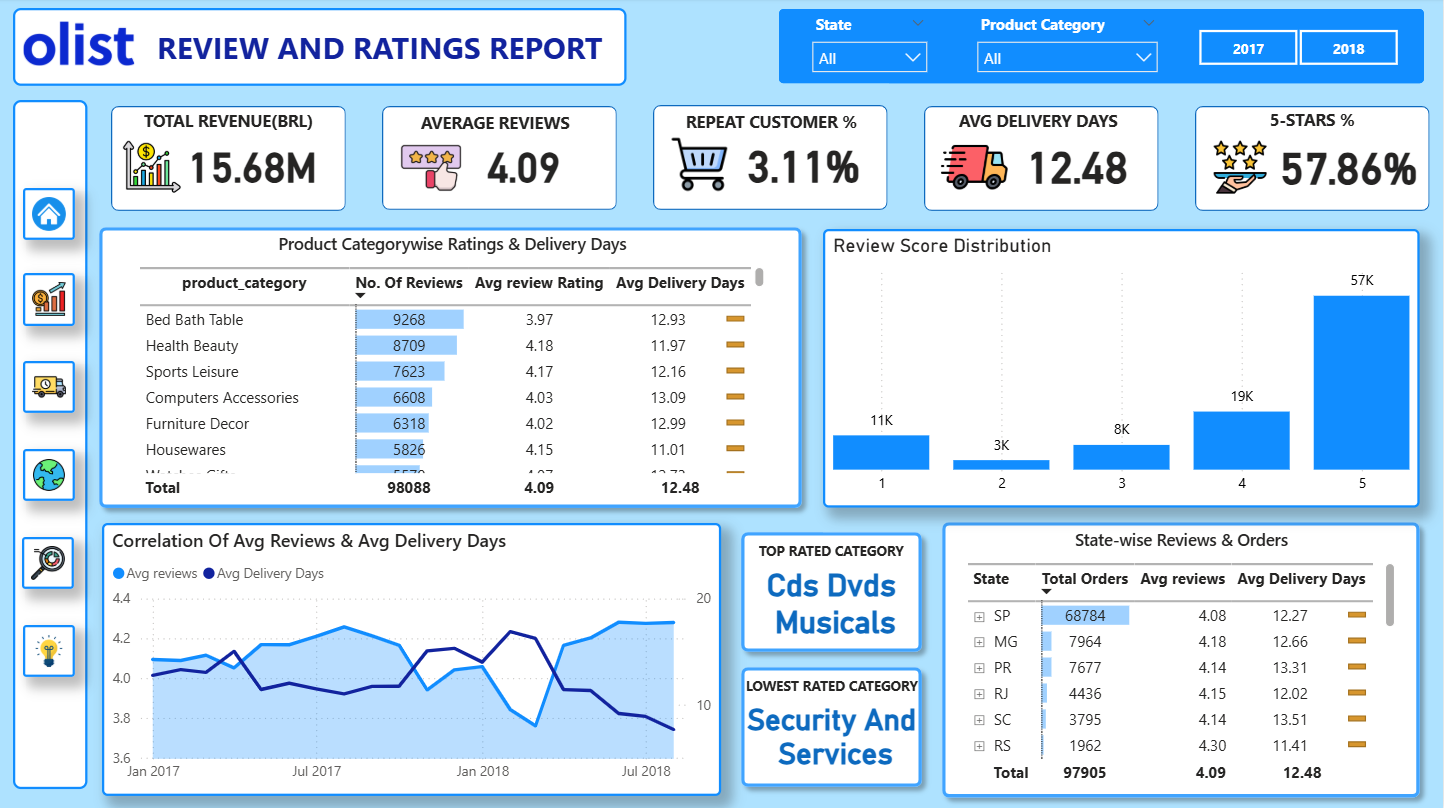 olist REVIEW AND RATINGS REPORT
State
All
Product Category
All
2017 2018
TOTAL REVENUE(BRL)
15.68M
AVERAGE REVIEWS
4.09
REPEAT CUSTOMER %
3.11%
AVG DELIVERY DAYS
12.48
5-STARS %
57.86%
Product Categorywise Ratings & Delivery Days
product_category No. Of Reviews Avg review Rating Avg Delivery Days
Bed Bath Table 9268 3.97 12.93
Health Beauty 8709 4.18 11.97
Sports Leisure 7623 4.17 12.16
Computers Accessories 6608 4.03 13.09
Furniture Decor 6318 4.02 12.99
Housewares 5826 4.15 11.01
Total 98088 4.09 12.48
Review Score Distribution
57K
19K
11K
8K
3K
1 2 3 4 5
Correlation Of Avg Reviews & Avg Delivery Days
Avg reviews Avg Delivery Days
4.4 20
4.2
4.0
3.8 10
3.6
Jan 2017 Jul 2017 Jan 2018 Jul 2018
TOP RATED CATEGORY
Cds Dvds
Musicals
LOWEST RATED CATEGORY
Security And
Services
State-wise Reviews & Orders
State Total Orders Avg reviews Avg Delivery Days
SP 68784 4.08 12.27
MG 7964 4.18 12.66
PR 7677 4.14 13.31
RJ 4436 4.15 12.02
SC 3795 4.14 13.51
RS 1962 4.30 11.41
Total 97905 4.09 12.48